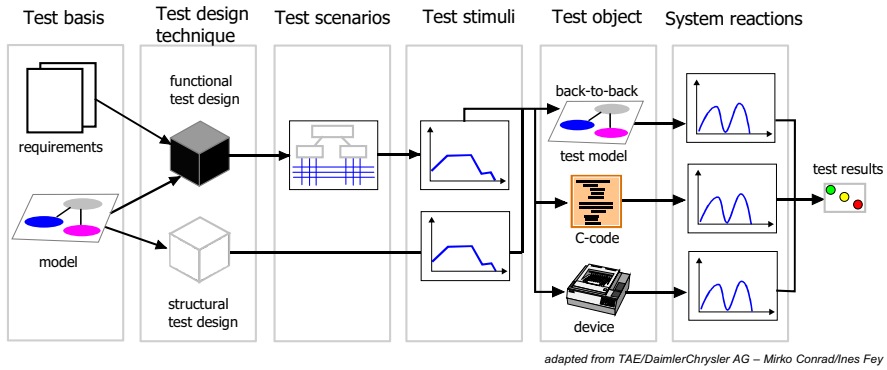 Test basis
Test design
technique
Test scenarios
Test stimuli
Test object
System reactions
functional
test design
requirements
model
structural
test design
back-to-back
test model
C-code
device
test results
adapted from TAE/DaimlerChrysler AG – Mirko Conrad/Ines Fey